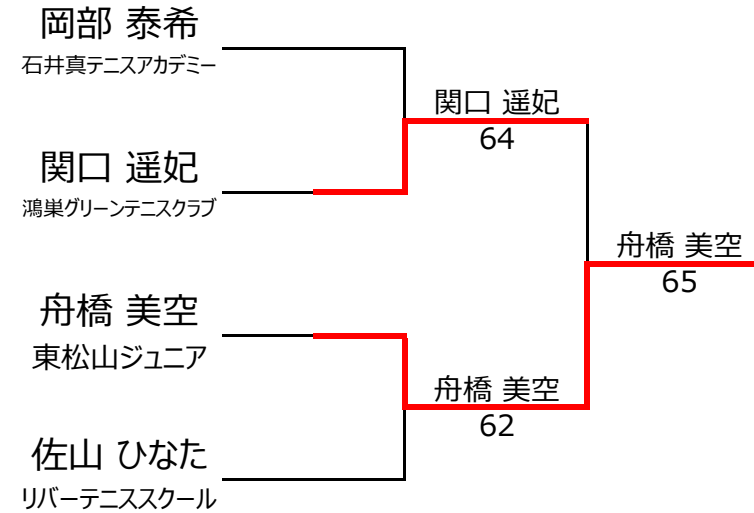 岡部 泰希
石井真テニスアカデミー
関口 遥妃
64
関口 遥妃
鴻巣グリーンテニスクラブ
舟橋 美空
65
舟橋 美空
東松山ジュニア
舟橋 美空
62
佐山 ひなた
リバーテニススクール